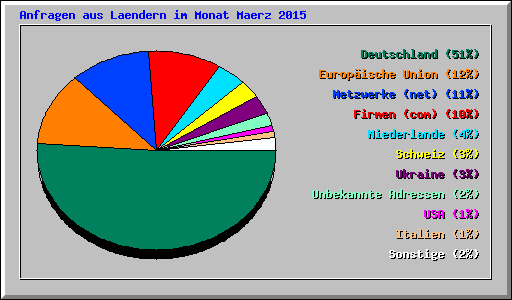 Anfragen aus Laendern im Monat Maerz 2015
Deutschland (51%)
Europäische Union (12%)
Netzwerke (net) (11%)
Firmen (com) (10%)
Niederlande (4%)
Schweiz (3%)
Ukraine (3%)
Unbekannte Adressen (2%)
USA (1%)
Italien (1%)
Sonstige (2%)